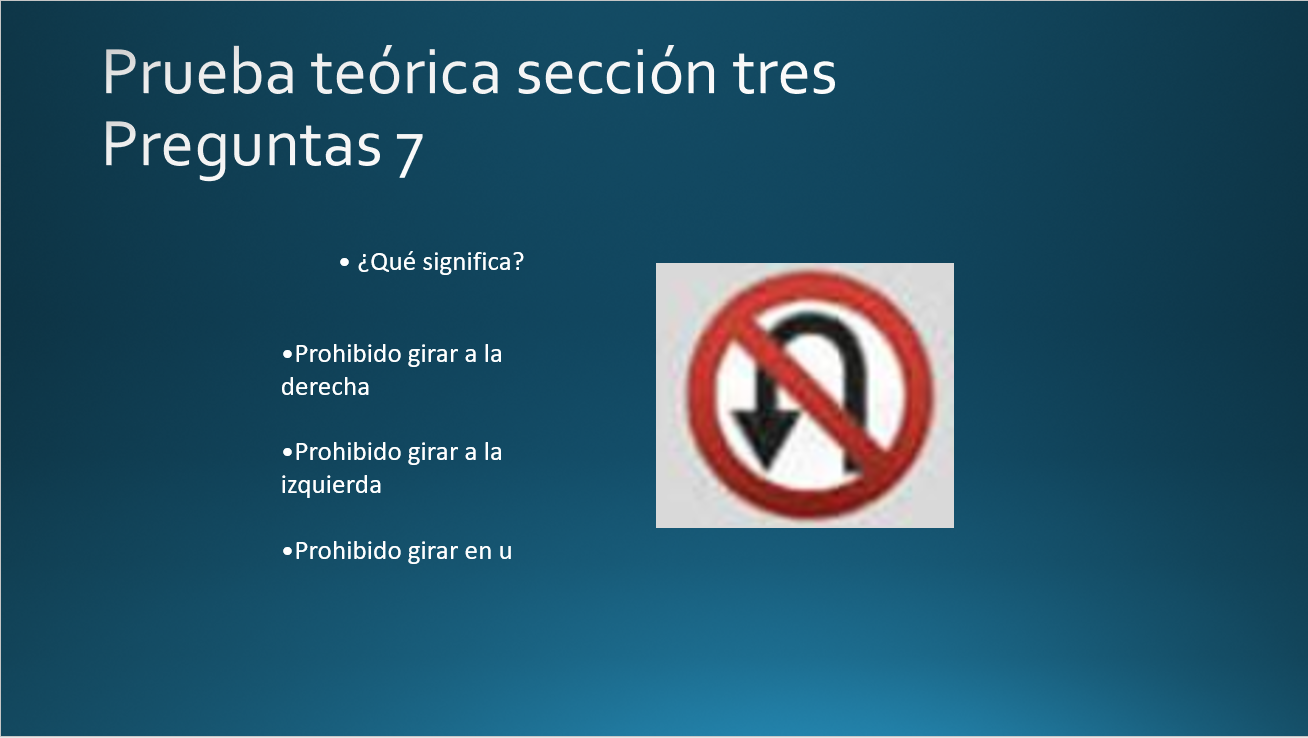 Prueba teórica sección tres
Preguntas 7
• ¿Qué significa?
•Prohibido girar a la
derecha
•Prohibido girar a la
izquierda
•Prohibido girar en u